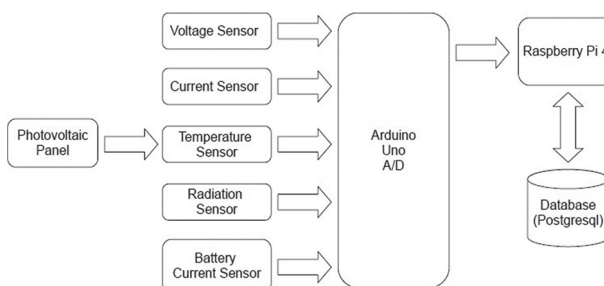 Photovoltaic
Panel
Voltage Sensor
Current Sensor
Temperature
Sensor
Radiation
Sensor
Battery
Current Sensor
Arduino
Uno
A/D
Raspberry Pi 4
Database
(Postgresql)